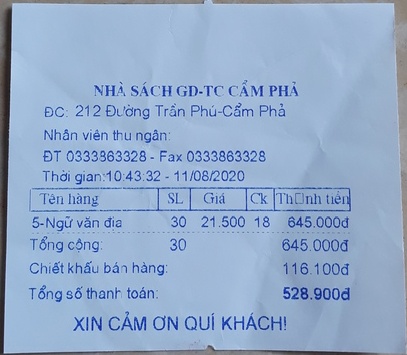 NHÀ SÁCH GD-TC CẨM PHẢ
ĐC: 212 Đường Trần Phú-Cẩm Phả
Nhân viên thu ngân:
ĐT 0333863328 - Fax 0333863328
Thời gian:10:43:32 - 11/08/2020
Tên hàng SL Giá Ck Th□nh tiền
5-Ngữ văn đia 30 21.500 18 645.000đ
Tổng cộng: 30 645.000đ
Chiết khấu bán hàng: 116.100đ
Tổng số thanh toán: 528.900đ
XIN CẢM ƠN QUÍ KHÁCH!